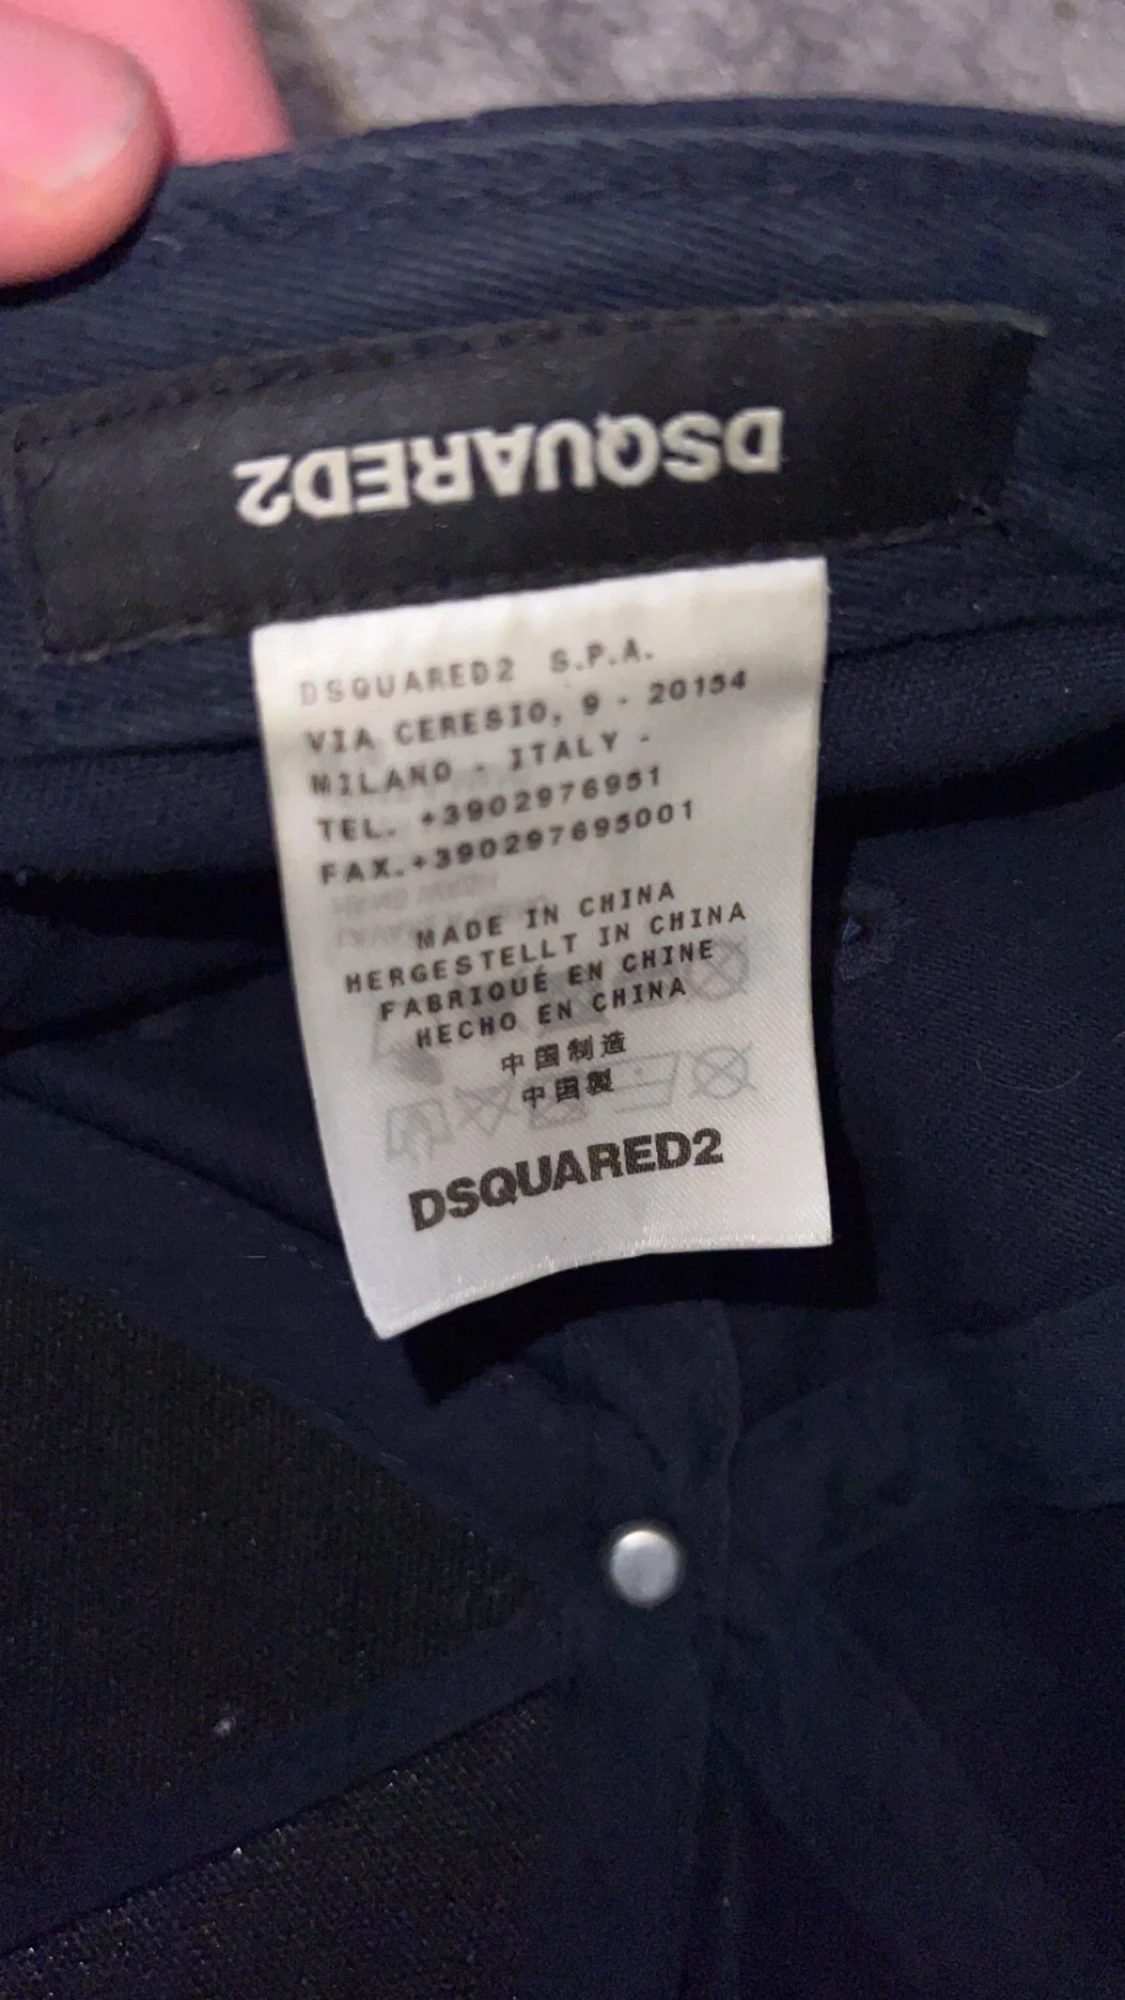 DSQUARED2
DSQUARED2 S.P.A.
VIA CERESIO, 9 - 20154
MILANO - ITALY -
TEL. +3902976951
FAX.+390297695001
MADE IN CHINA
HERGESTELLT IN CHINA
FABRIQUÉ EN CHINE
HECHO EN CHINA
中国制造
中国製
DSQUARED2